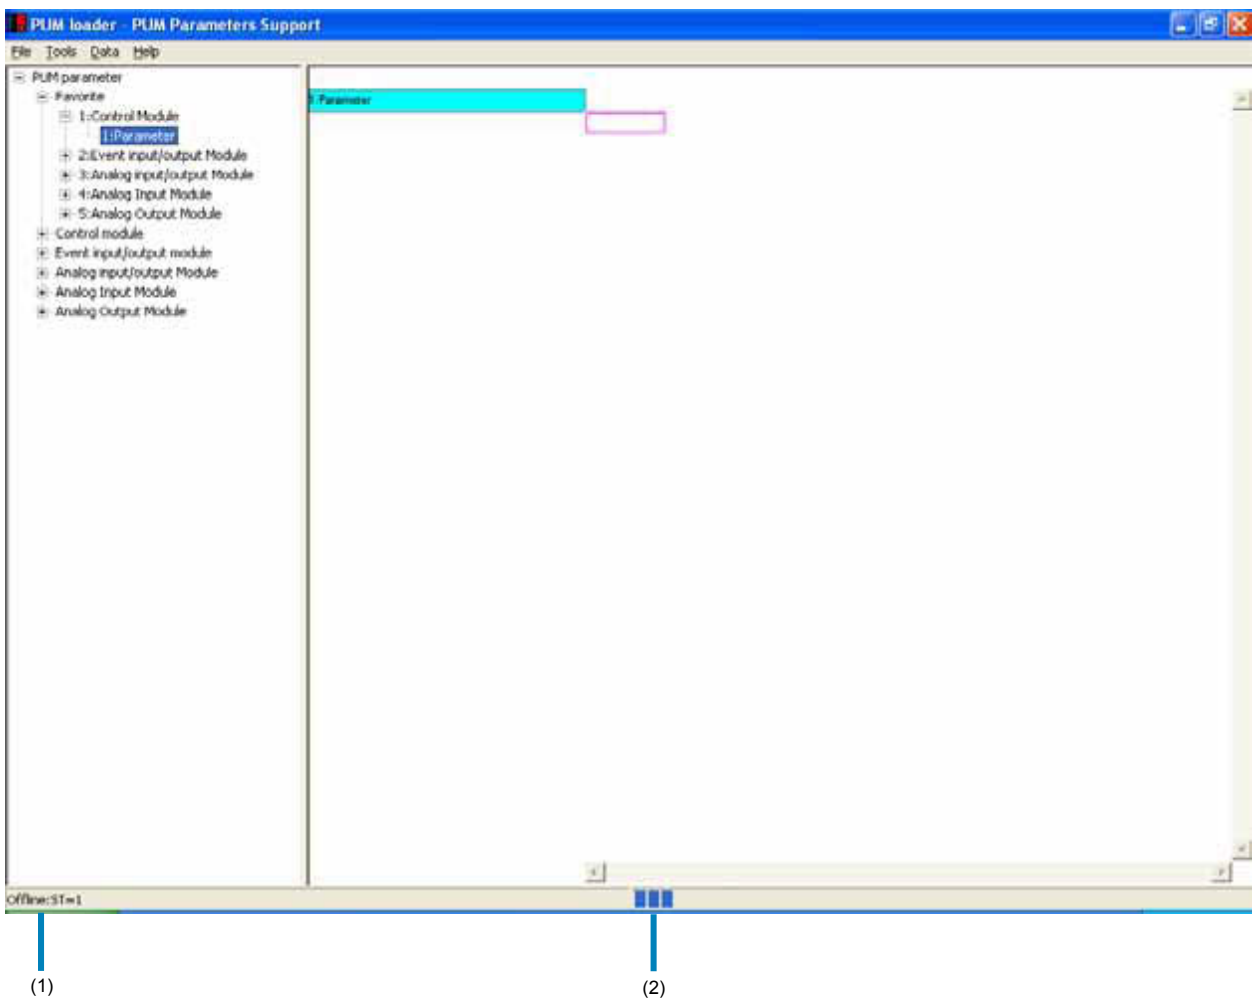 PUM loader - PUM Parameters Support
File Tools Data Help
PUM parameter
Favorite
1:Control Module
1:Parameter
2:Event input/output Module
3:Analog input/output Module
4:Analog Input Module
5:Analog Output Module
Control module
Event input/output module
Analog input/output Module
Analog Input Module
Analog Output Module
1 Parameter
Offline:ST=1
(1)
(2)